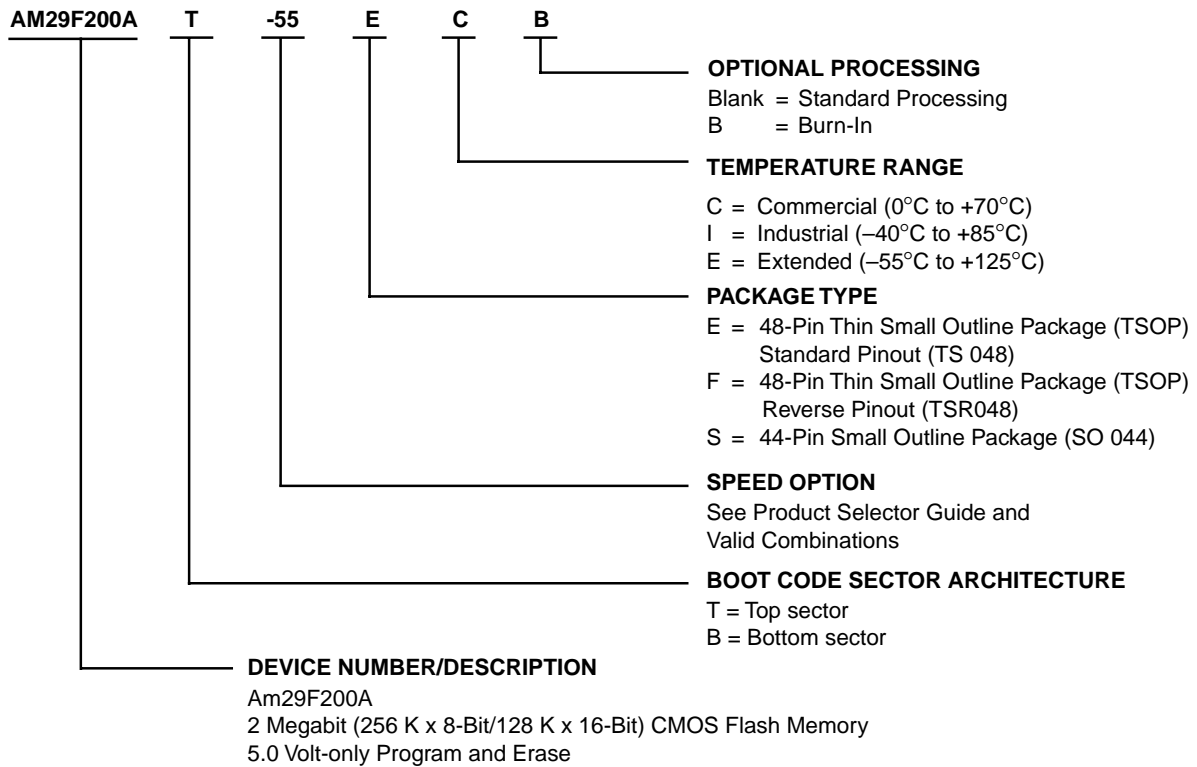 AM29F200A T -55 E C B
OPTIONAL PROCESSING
Blank = Standard Processing
B = Burn-In
TEMPERATURE RANGE
C = Commercial (0°C to +70°C)
I = Industrial (–40°C to +85°C)
E = Extended (–55°C to +125°C)
PACKAGE TYPE
E = 48-Pin Thin Small Outline Package (TSOP)
Standard Pinout (TS 048)
F = 48-Pin Thin Small Outline Package (TSOP)
Reverse Pinout (TSR048)
S = 44-Pin Small Outline Package (SO 044)
SPEED OPTION
See Product Selector Guide and
Valid Combinations
BOOT CODE SECTOR ARCHITECTURE
T = Top sector
B = Bottom sector
DEVICE NUMBER/DESCRIPTION
Am29F200A
2 Megabit (256 K x 8-Bit/128 K x 16-Bit) CMOS Flash Memory
5.0 Volt-only Program and Erase